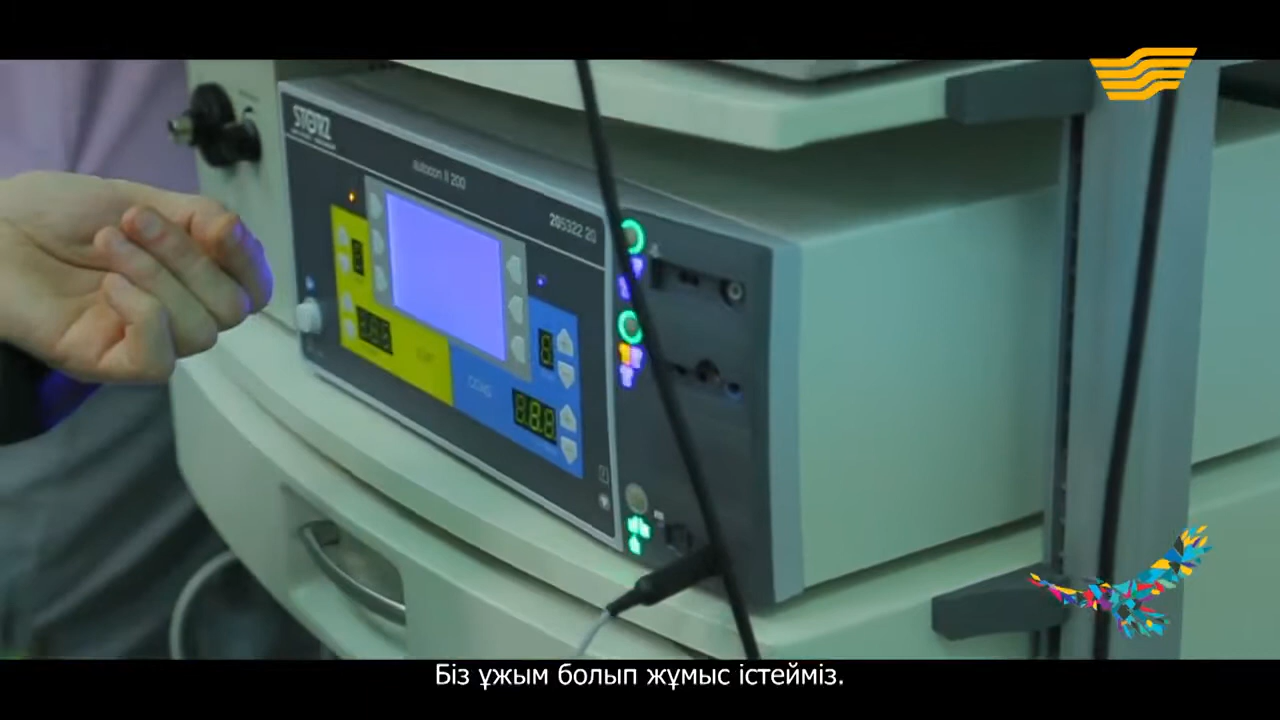 STORZ
autocon II 200
205322 20
CUT
COAG
Біз ұжым болып жұмыс істейміз.